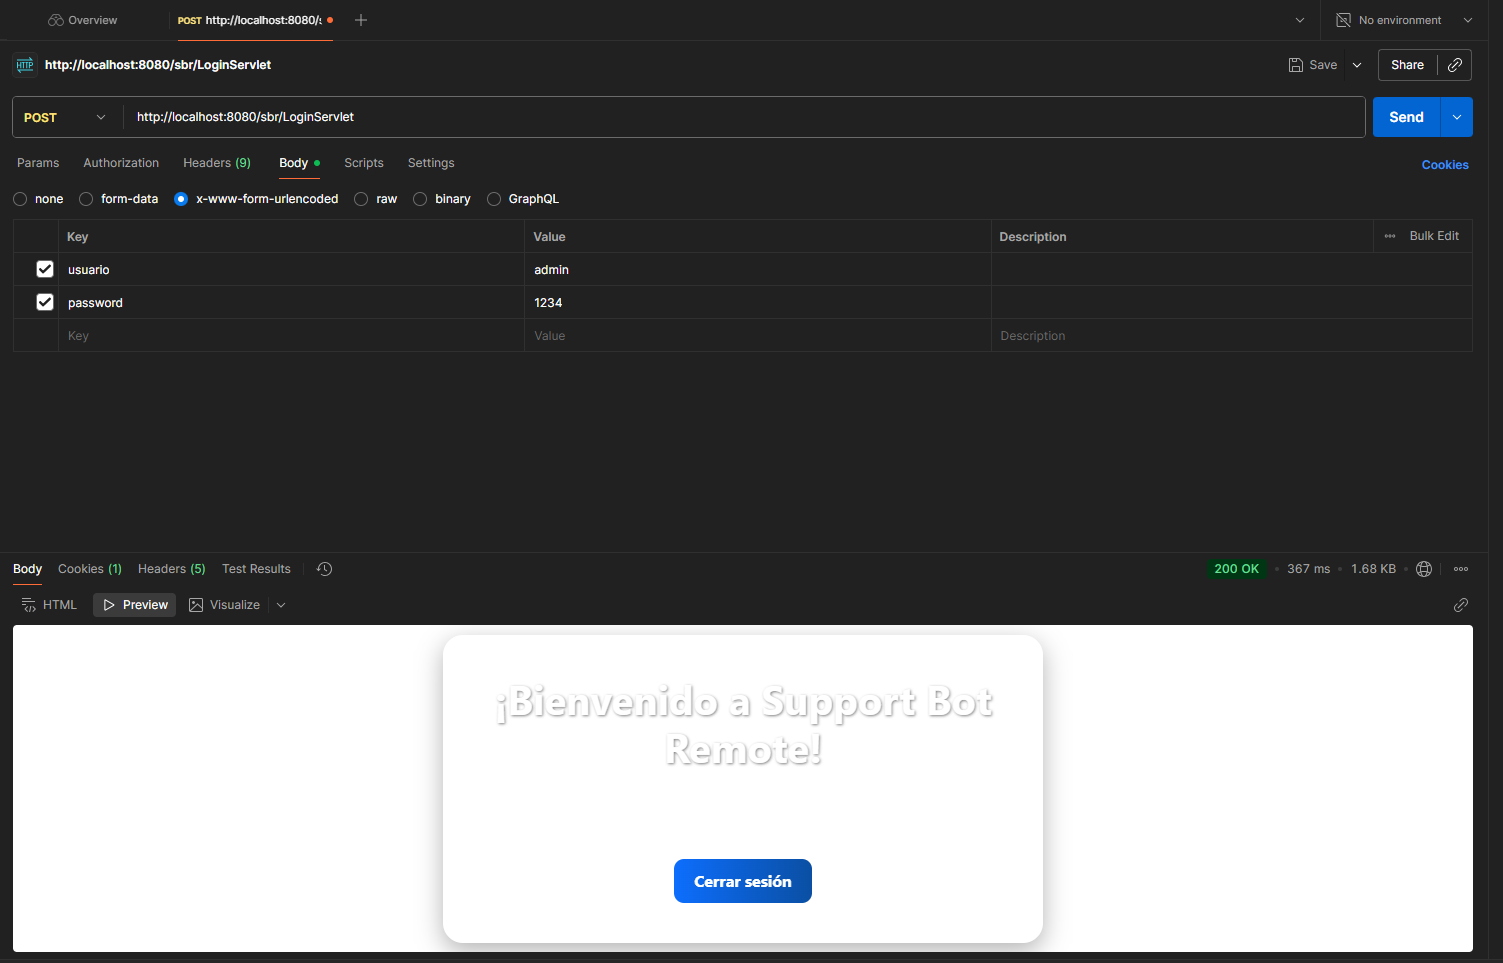 Overview
POST http://localhost:8080/s
No environment
HTTP http://localhost:8080/sbr/LoginServlet
Save
Share
POST
http://localhost:8080/sbr/LoginServlet
Send
Params
Authorization
Headers (9)
Body
Scripts
Settings
Cookies
none
form-data
x-www-form-urlencoded
raw
binary
GraphQL
Key
Value
Description
Bulk Edit
usuario
admin
password
1234
Key
Value
Description
Body
Cookies (1)
Headers (5)
Test Results
200 OK
367 ms
1.68 KB
HTML
Preview
Visualize
¡Bienvenido a Support Bot
Remote!
Cerrar sesión